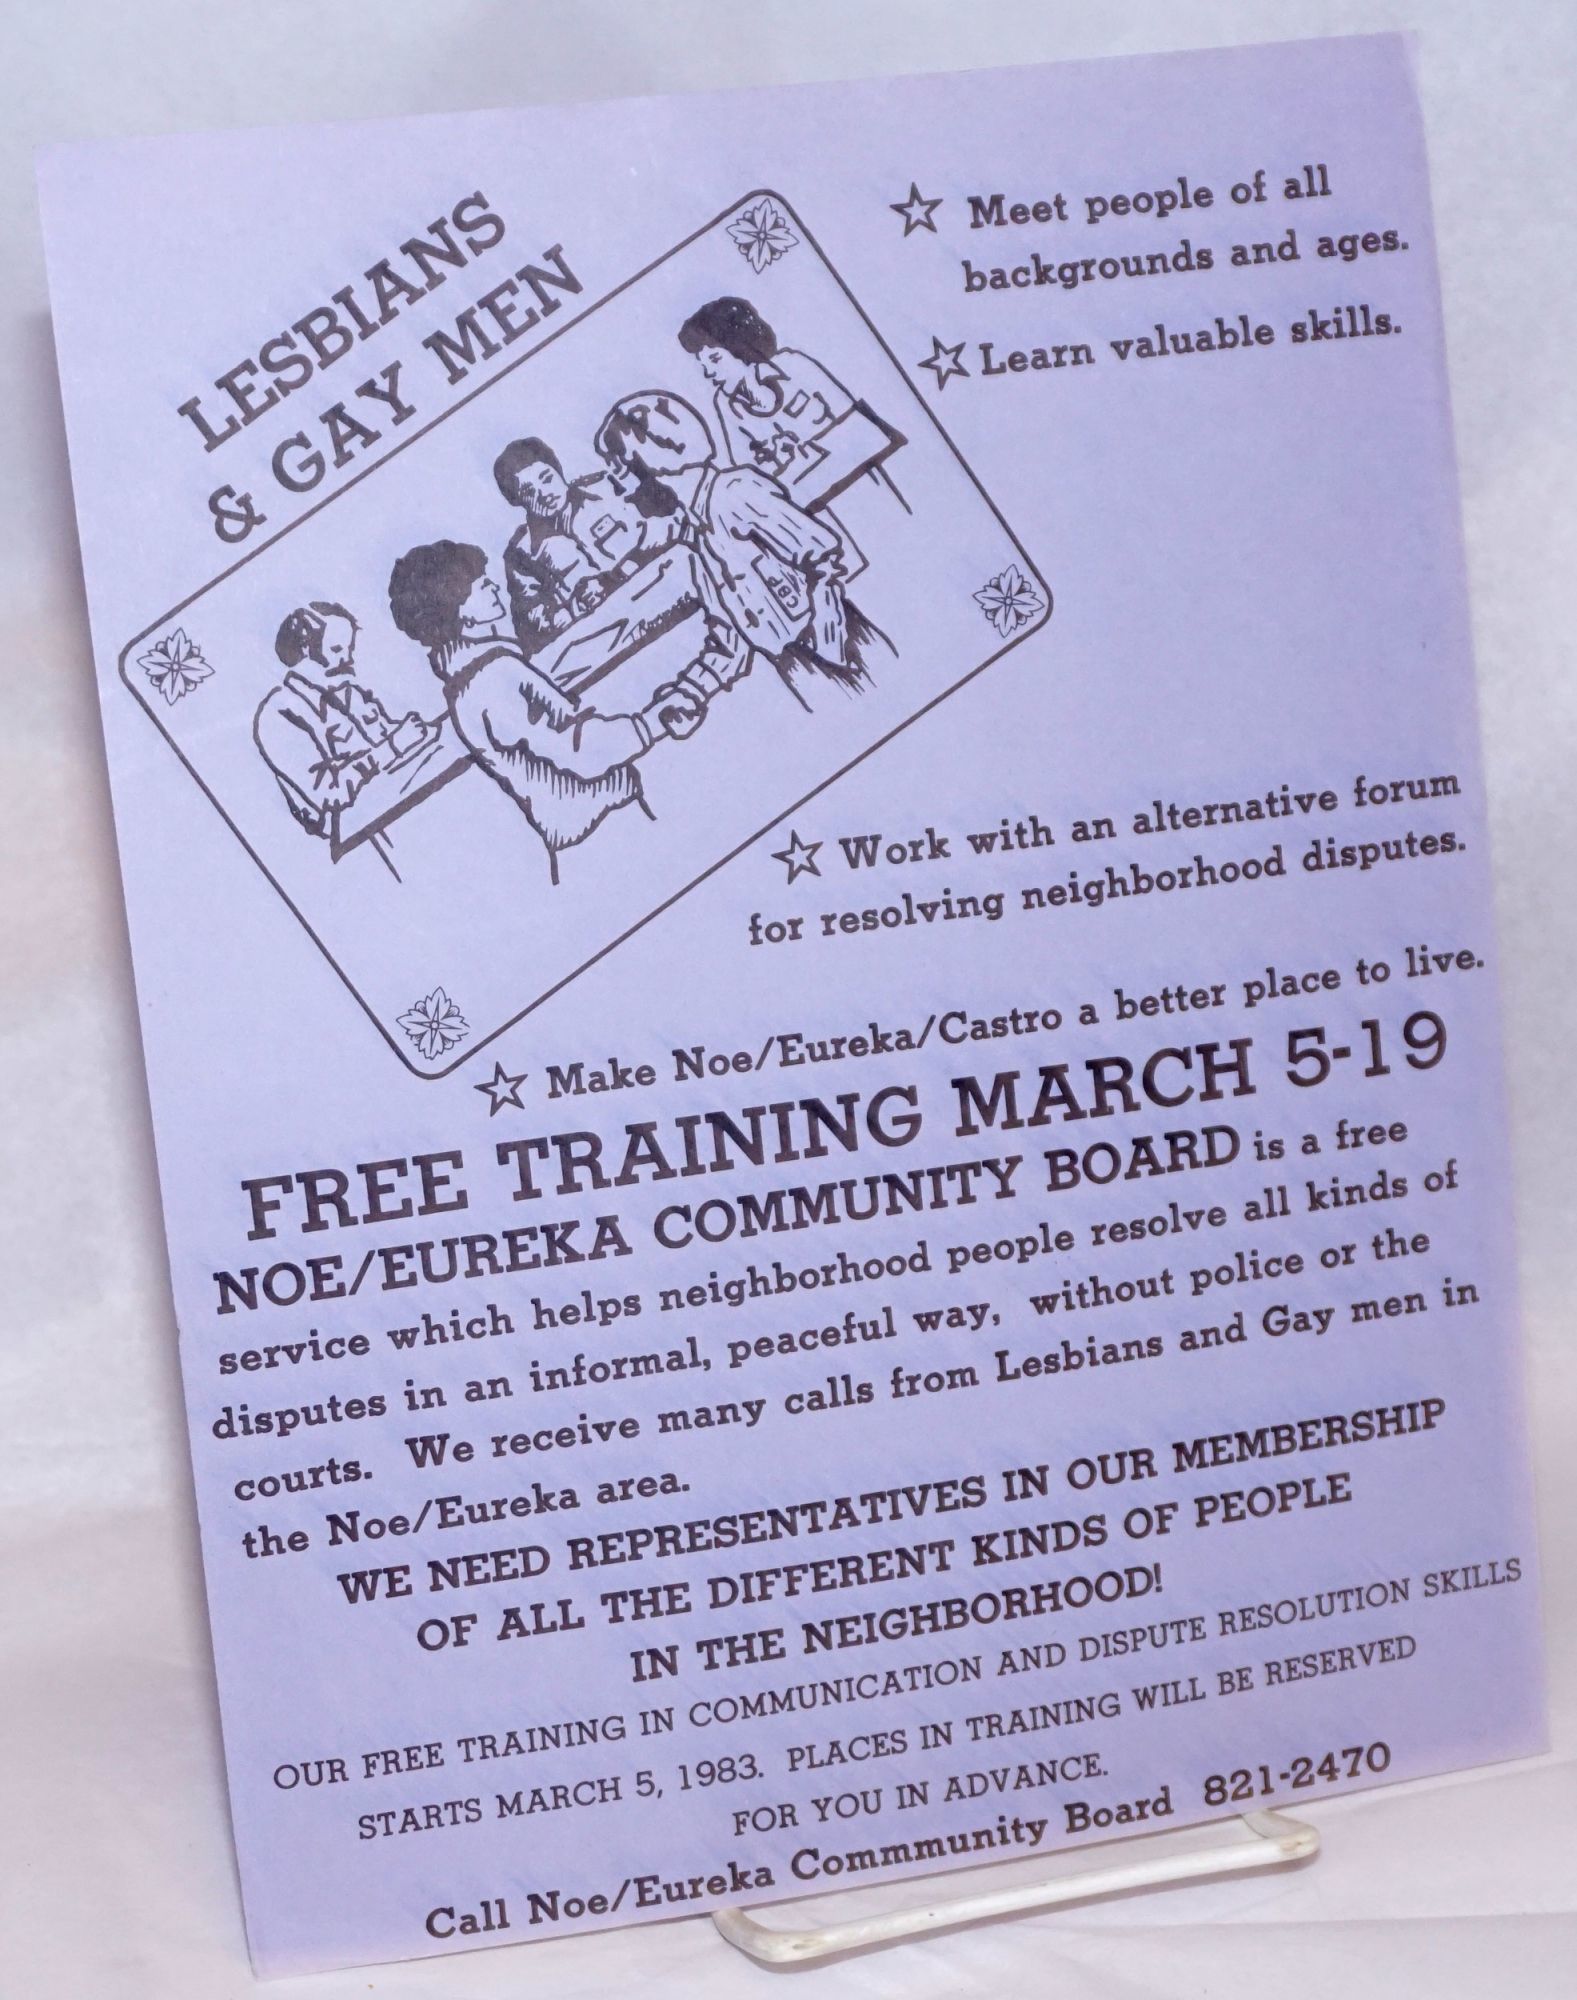 LESBIANS
& GAY MEN
☆ Meet people of all
backgrounds and ages.
☆ Learn valuable skills.
CBP
☆ Work with an alternative forum
for resolving neighborhood disputes.
☆ Make Noe/Eureka/Castro a better place to live.
FREE TRAINING MARCH 5-19
NOE/EUREKA COMMUNITY BOARD is a free
service which helps neighborhood people resolve all kinds of
disputes in an informal, peaceful way, without police or the
courts. We receive many calls from Lesbians and Gay men in
the Noe/Eureka area.
WE NEED REPRESENTATIVES IN OUR MEMBERSHIP
OF ALL THE DIFFERENT KINDS OF PEOPLE
IN THE NEIGHBORHOOD!
OUR FREE TRAINING IN COMMUNICATION AND DISPUTE RESOLUTION SKILLS
STARTS MARCH 5, 1983. PLACES IN TRAINING WILL BE RESERVED
FOR YOU IN ADVANCE.
Call Noe/Eureka Commmunity Board 821-2470